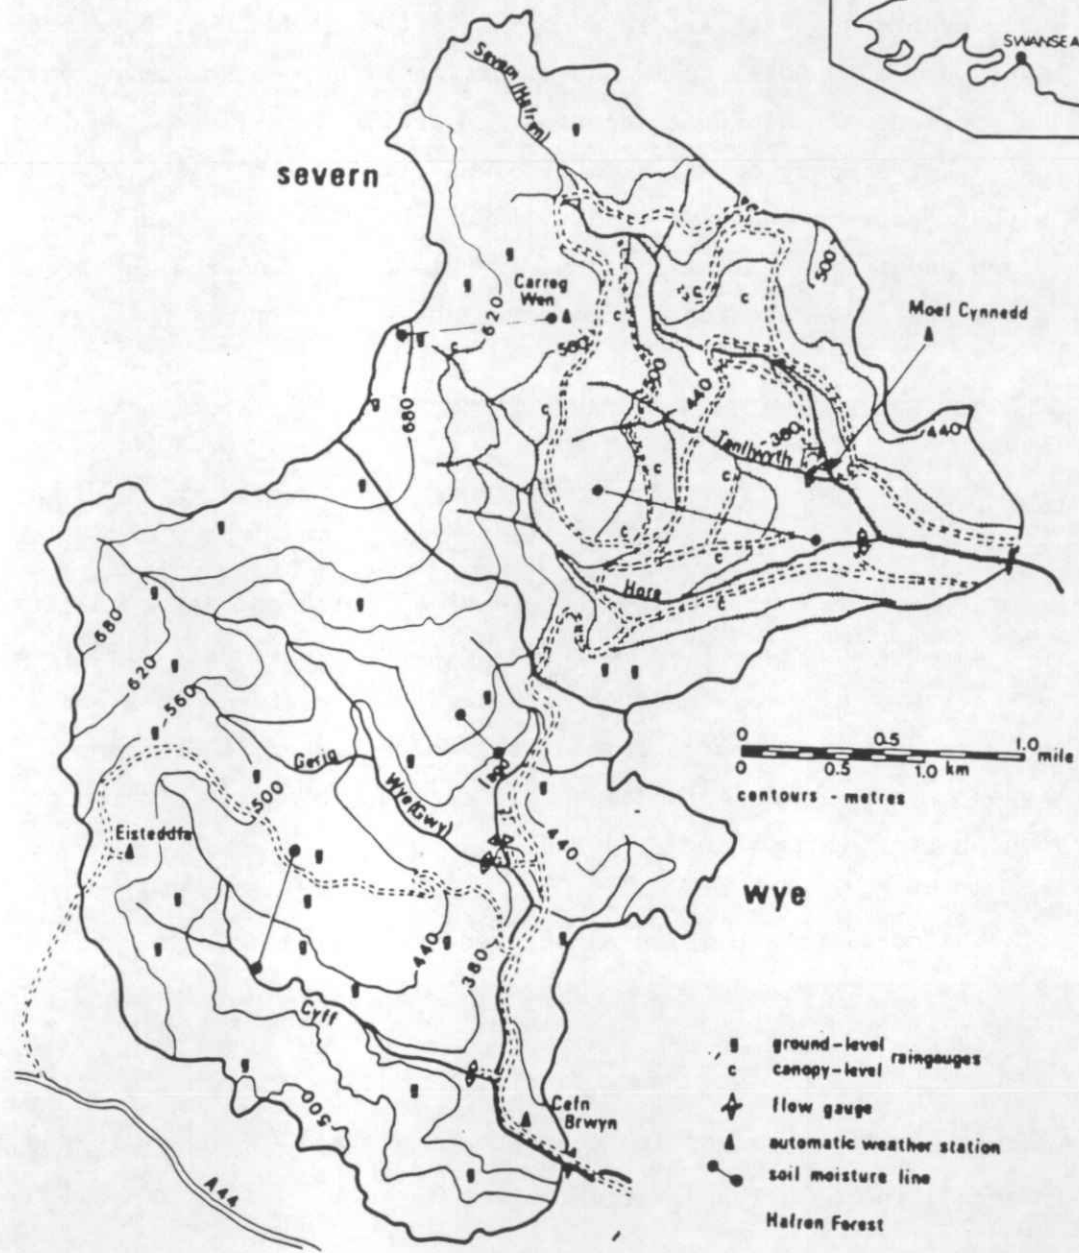 SWANSEA
Severn (Hafren)
severn
500
Carreg
Wen
620
c
c
c
Moel Cynnedd
560
500
440
680
c
380
440
Tanllwyth
c
c
c
c
Hore
c
680
620
560
0 0.5 1.0 mile
0 0.5 1.0 km
contours - metres
Gerig
Wye(Gwy)
500
440
Eisteddfa
wye
440
380
Cyff
g ground-level
raingauges
c canopy-level
flow gauge
automatic weather station
soil moisture line
Hafren Forest
500
Cefn
Brwyn
A44